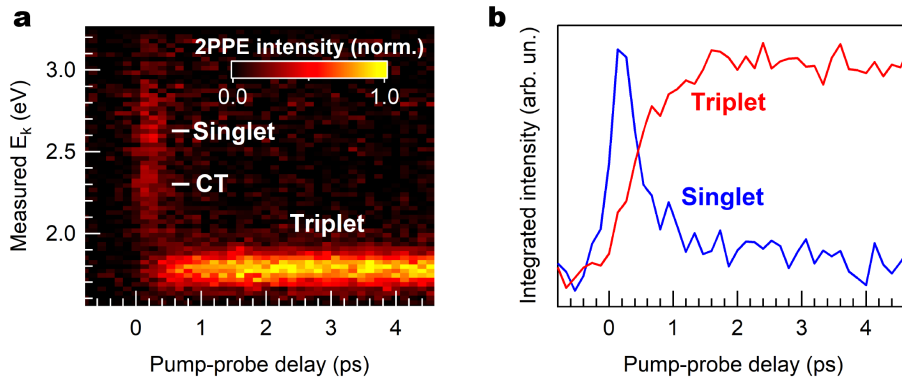 a
2PPE intensity (norm.)
0.0 1.0
3.0
2.5
2.0
Measured Eₖ (eV)
Singlet
CT
Triplet
0 1 2 3 4
Pump-probe delay (ps)
b
Integrated intensity (arb. un.)
Triplet
Singlet
0 1 2 3 4
Pump-probe delay (ps)